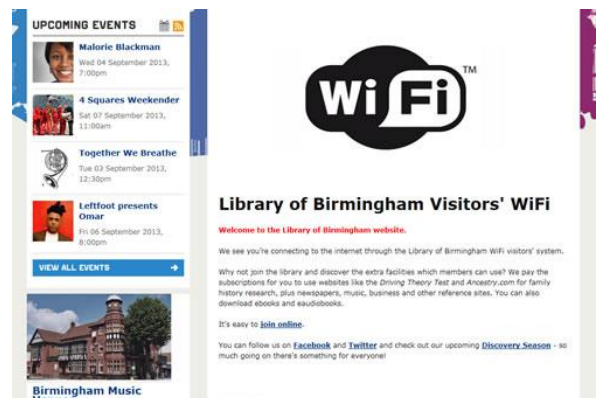 UPCOMING EVENTS
Malorie Blackman
Wed 04 September 2013,
7:00pm
4 Squares Weekender
Sat 07 September 2013,
11:00am
Together We Breathe
Tue 03 September 2013,
12:30pm
Leftfoot presents
Omar
Fri 06 September 2013,
8:00pm
VIEW ALL EVENTS
Birmingham Music
WiFi™
Library of Birmingham Visitors' WiFi
Welcome to the Library of Birmingham website.
We see you're connecting to the internet through the Library of Birmingham WiFi visitors' system.
Why not join the library and discover the extra facilities which members can use? We pay the
subscriptions for you to use websites like the Driving Theory Test and Ancestry.com for family
history research, plus newspapers, music, business and other reference sites. You can also
download ebooks and eaudiobooks.
It's easy to join online.
You can follow us on Facebook and Twitter and check out our upcoming Discovery Season - so
much going on there's something for everyone!